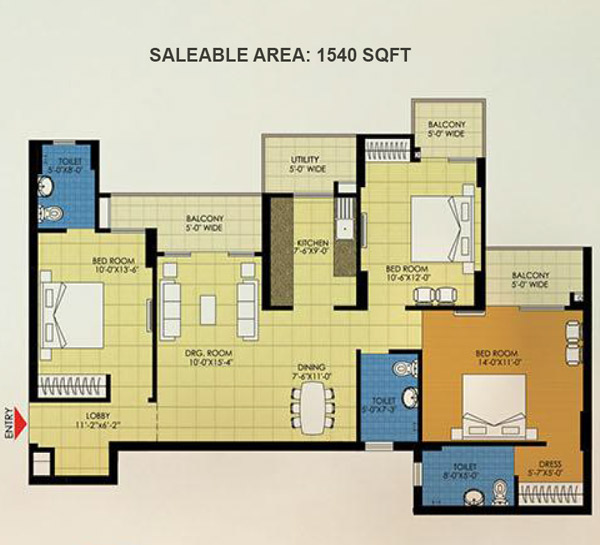 SALEABLE AREA: 1540 SQFT
BALCONY
5'-0" WIDE
TOILET
5'-0"X8'-0"
UTILITY
5'-0" WIDE
BALCONY
5'-0" WIDE
KITCHEN
7'-6"X9'-0"
BED ROOM
10'-0"X13'-6"
BED ROOM
10'-6"X12'-0"
BALCONY
5'-0" WIDE
DRG. ROOM
10'-0"X15'-4"
BED ROOM
14'-0"X11'-0"
DINING
7'-6"X11'-0"
TOILET
5'-0"X7'-3"
ENTRY
LOBBY
11'-2"X6'-2"
TOILET
8'-0"X5'-0"
DRESS
5'-7"X5'-0"